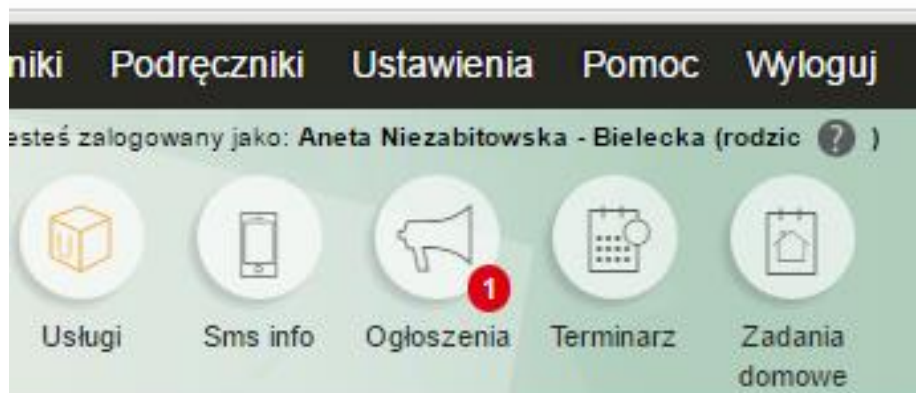 niki Podręczniki Ustawienia Pomoc Wyloguj
esteś zalogowany jako: Aneta Niezabitowska - Bielecka (rodzic ? )
U
1
Usługi Sms info Ogłoszenia Terminarz Zadania
domowe